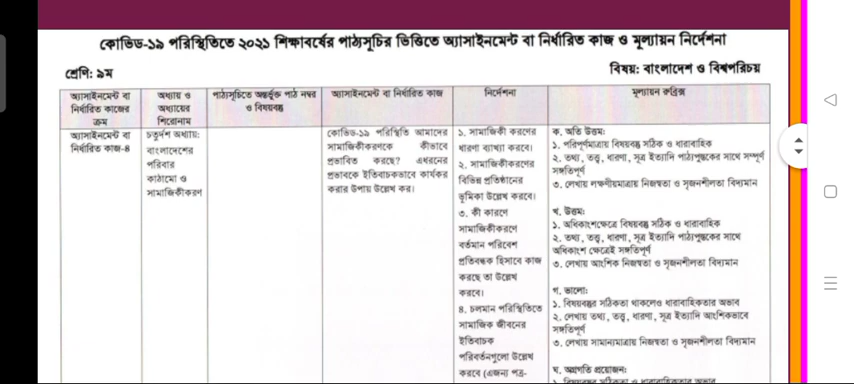 কোভিড-১৯ পরিস্থিতিতে ২০২১ শিক্ষাবর্ষের পাঠ্যসূচির ভিত্তিতে অ্যাসাইনমেন্ট বা নির্ধারিত কাজ ও মূল্যায়ন নির্দেশনা
শ্রেণি: ৯ম
বিষয়: বাংলাদেশ ও বিশ্বপরিচয়
অ্যাসাইনমেন্ট বা
নির্ধারিত কাজের
ক্রম
অধ্যায় ও
অধ্যায়ের
শিরোনাম
পাঠ্যসূচিতে অন্তর্ভুক্ত পাঠ নম্বর
ও বিষয়বস্তু
অ্যাসাইনমেন্ট বা নির্ধারিত কাজ
নির্দেশনা
মূল্যায়ন রুব্রিক্স
অ্যাসাইনমেন্ট বা
নির্ধারিত কাজ-৪
চতুর্দশ অধ্যায়:
বাংলাদেশের
পরিবার
কাঠামো ও
সামাজিকীকরণ
কোভিড-১৯ পরিস্থিতি আমাদের
সামাজিকীকরণকে কীভাবে
প্রভাবিত করছে? এধরনের
প্রভাবকে ইতিবাচকভাবে কার্যকর
করার উপায় উল্লেখ কর।
১. সামাজিকী করণের
ধারণা ব্যাখ্যা করবে।
২. সামাজিকীকরণের
বিভিন্ন প্রতিষ্ঠানের
ভূমিকা উল্লেখ করবে।
৩. কী কারণে
সামাজিকীকরণে
বর্তমান পরিবেশ
প্রতিবন্ধক হিসাবে কাজ
করছে তা উল্লেখ
করবে।
৪. চলমান পরিস্থিতিতে
সামাজিক জীবনের
ইতিবাচক
পরিবর্তনগুলো উল্লেখ
করবে (এজন্য পত্র-
ক. অতি উত্তম:
১. পরিপূর্ণমাত্রায় বিষয়বস্তু সঠিক ও ধারাবাহিক
২. তথ্য, তত্ত্ব, ধারণা, সূত্র ইত্যাদি পাঠ্যপুস্তকের সাথে সম্পূর্ণ
সঙ্গতিপূর্ণ
৩. লেখায় লক্ষণীয়মাত্রায় নিজস্বতা ও সৃজনশীলতা বিদ্যমান
খ. উত্তম:
১. অধিকাংশক্ষেত্রে বিষয়বস্তু সঠিক ও ধারাবাহিক
২. তথ্য, তত্ত্ব, ধারণা, সূত্র ইত্যাদি পাঠ্যপুস্তকের সাথে
অধিকাংশ ক্ষেত্রেই সঙ্গতিপূর্ণ
৩. লেখায় আংশিক নিজস্বতা ও সৃজনশীলতা বিদ্যমান
গ. ভালো:
১. বিষয়বস্তুর সঠিকতা থাকলেও ধারাবাহিকতার অভাব
২. লেখায় তথ্য, তত্ত্ব, ধারণা, সূত্র ইত্যাদি আংশিকভাবে
সঙ্গতিপূর্ণ
৩. লেখায় সামান্যমাত্রায় নিজস্বতা ও সৃজনশীলতা বিদ্যমান
ঘ. অগ্রগতি প্রয়োজন:
১. বিষয়বস্তুর সঠিকতা ও ধারাবাহিকতার অভাব